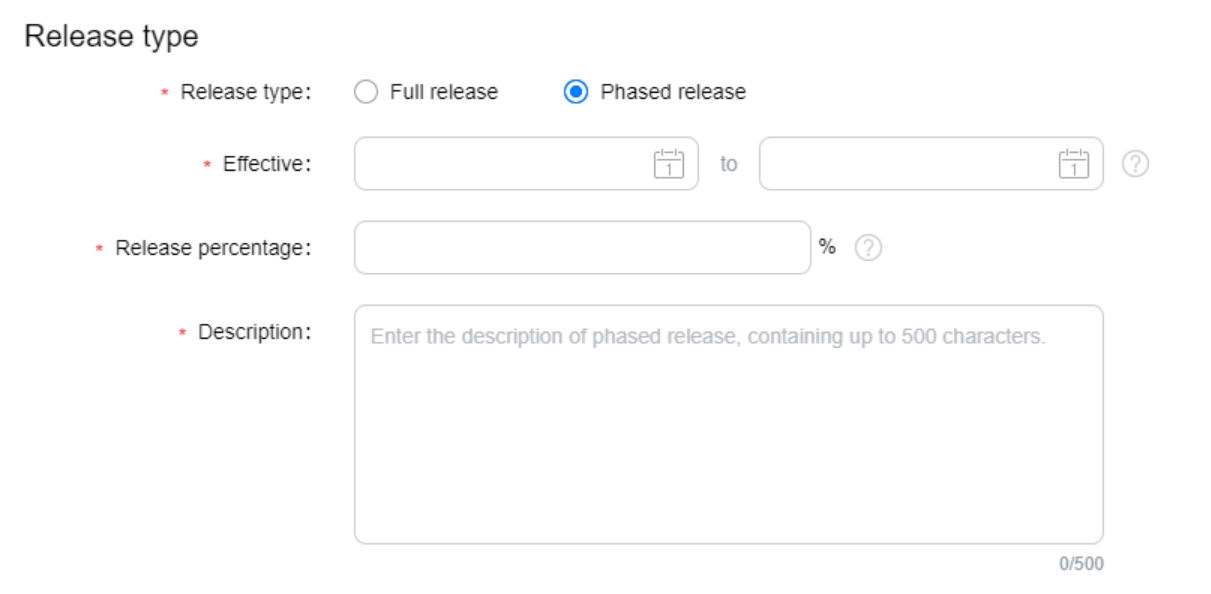 Release type
* Release type: Full release Phased release
* Effective: 1 to 1 ?
* Release percentage: % ?
* Description: Enter the description of phased release, containing up to 500 characters.
0/500